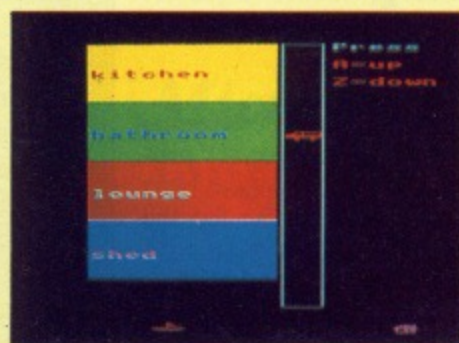 Press
A=up
Z=down
kitchen
bathroom
lounge
shed